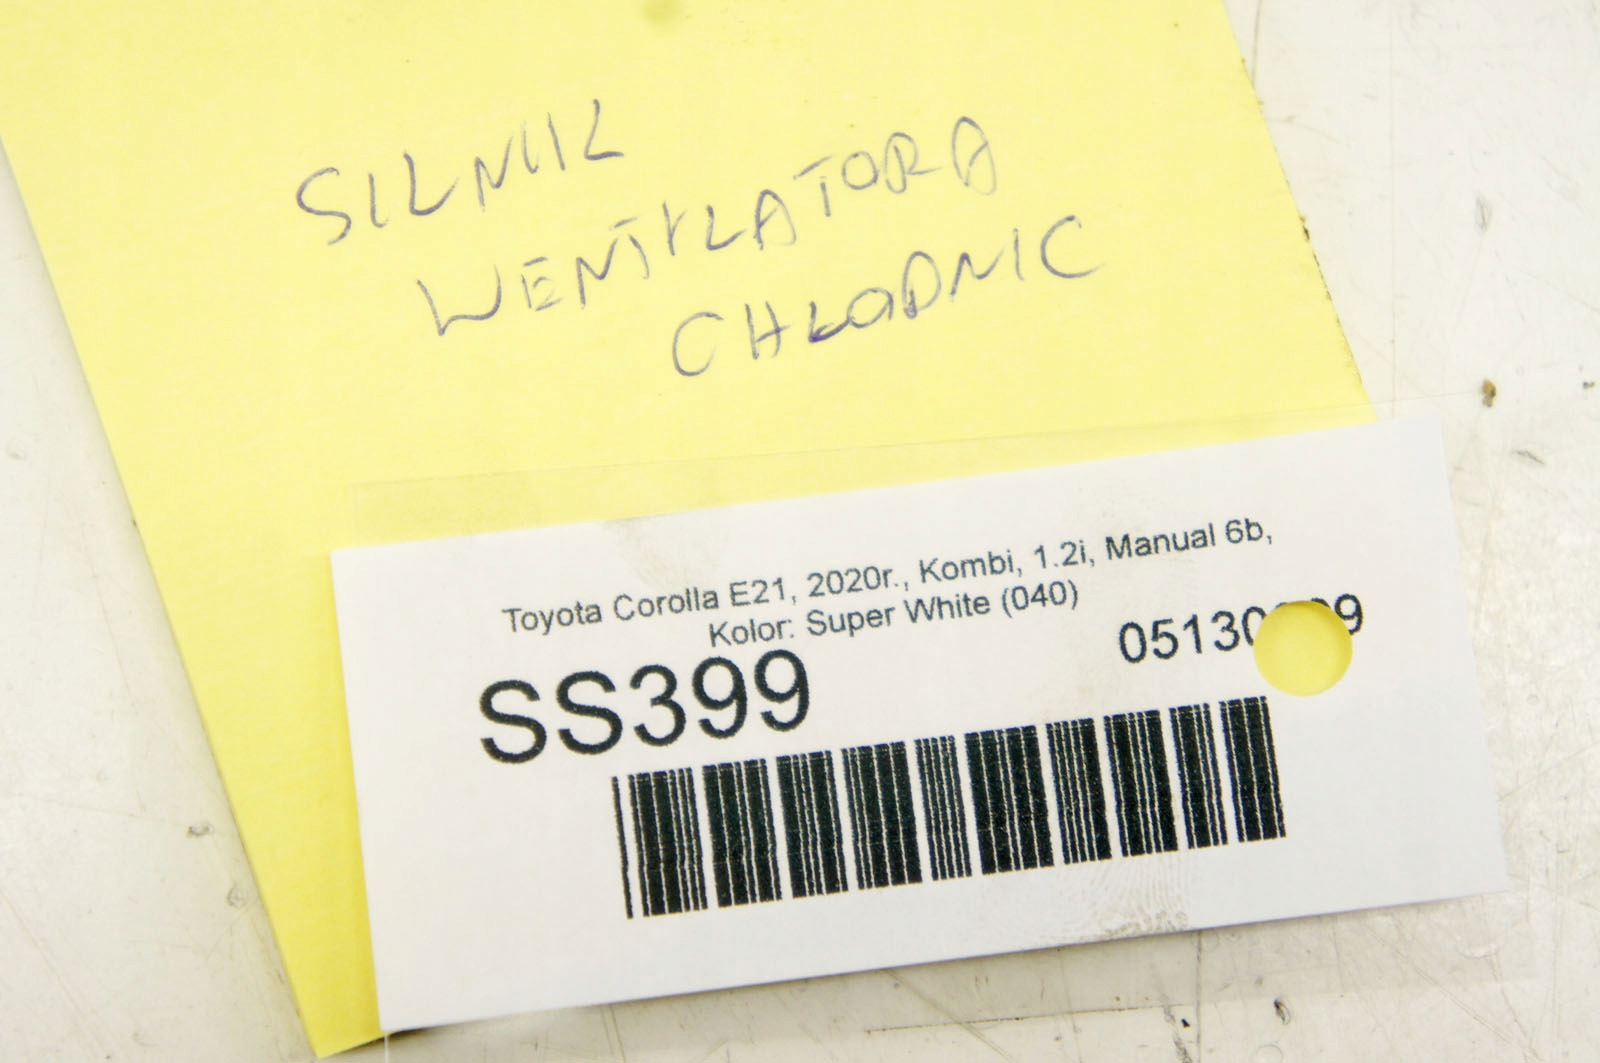 SILNIK
WENTYLATORA
CHŁODNIC
Toyota Corolla E21, 2020r., Kombi, 1.2i, Manual 6b,
Kolor: Super White (040)
SS399